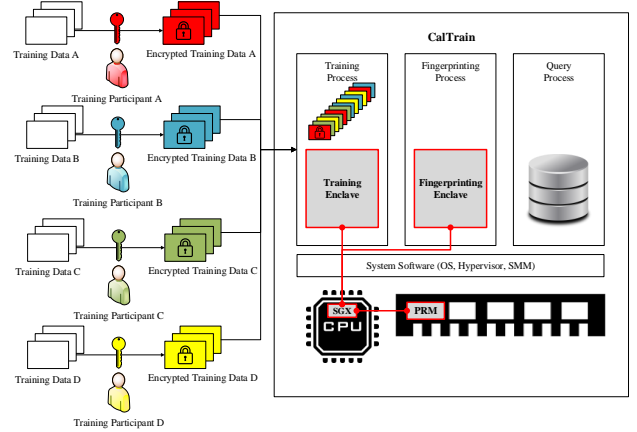 Training Data A
Encrypted Training Data A
Training Participant A
Training Data B
Encrypted Training Data B
Training Participant B
Training Data C
Encrypted Training Data C
Training Participant C
Training Data D
Encrypted Training Data D
Training Participant D
CalTrain
Training
Process
Fingerprinting
Process
Query
Process
Training
Enclave
Fingerprinting
Enclave
System Software (OS, Hypervisor, SMM)
SGX
CPU
PRM